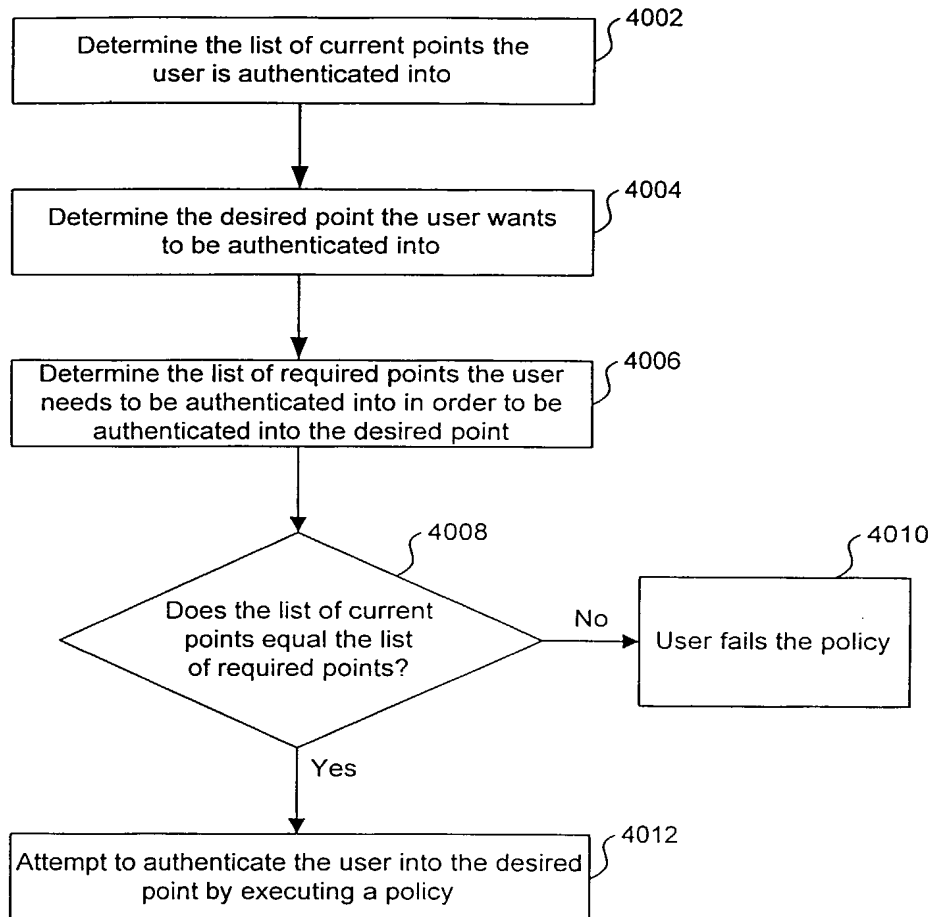 4002
Determine the list of current points the
user is authenticated into
4004
Determine the desired point the user wants
to be authenticated into
4006
Determine the list of required points the user
needs to be authenticated into in order to be
authenticated into the desired point
4008
Does the list of current
points equal the list
of required points?
No
4010
User fails the policy
Yes
4012
Attempt to authenticate the user into the desired
point by executing a policy